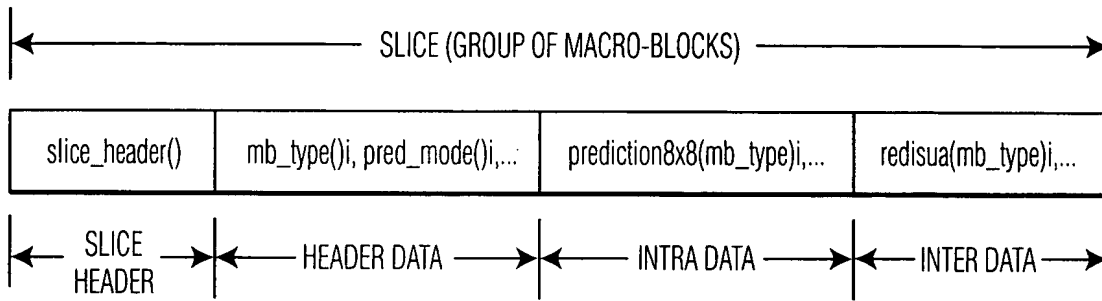 SLICE (GROUP OF MACRO-BLOCKS)
slice_header() mb_type()i, pred_mode()i,... prediction8x8(mb_type)i,... redisua(mb_type)i,...
SLICE HEADER HEADER DATA INTRA DATA INTER DATA